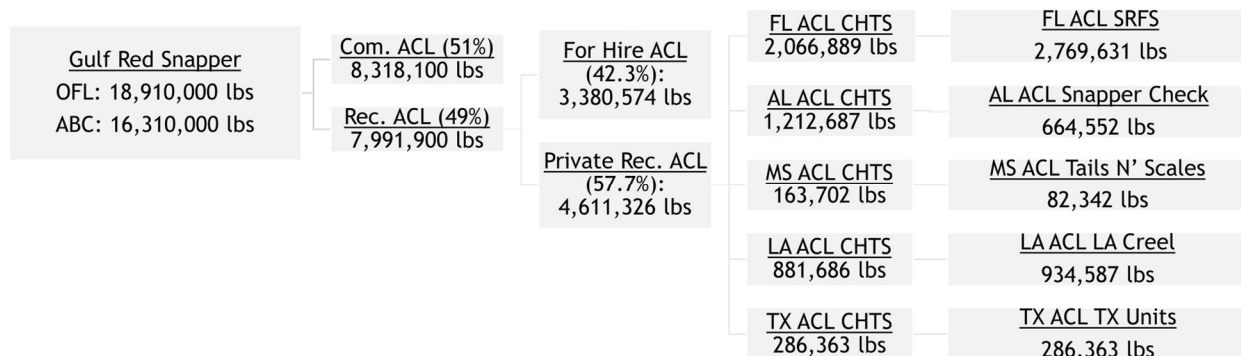 Gulf Red Snapper
OFL: 18,910,000 lbs
ABC: 16,310,000 lbs
Com. ACL (51%)
8,318,100 lbs
Rec. ACL (49%)
7,991,900 lbs
For Hire ACL
(42.3%):
3,380,574 lbs
Private Rec. ACL
(57.7%):
4,611,326 lbs
FL ACL CHTS
2,066,889 lbs
AL ACL CHTS
1,212,687 lbs
MS ACL CHTS
163,702 lbs
LA ACL CHTS
881,686 lbs
TX ACL CHTS
286,363 lbs
FL ACL SRFS
2,769,631 lbs
AL ACL Snapper Check
664,552 lbs
MS ACL Tails N’ Scales
82,342 lbs
LA ACL LA Creel
934,587 lbs
TX ACL TX Units
286,363 lbs